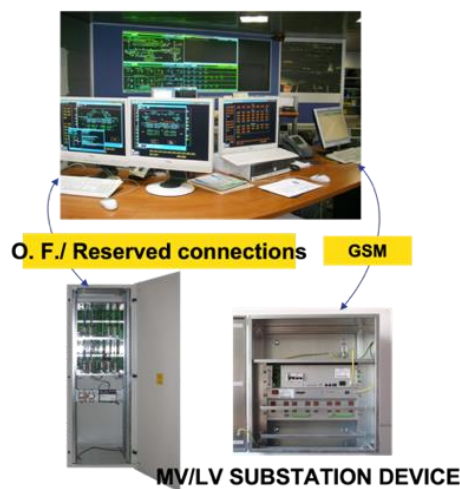 O. F./ Reserved connections
GSM
MV/LV SUBSTATION DEVICE